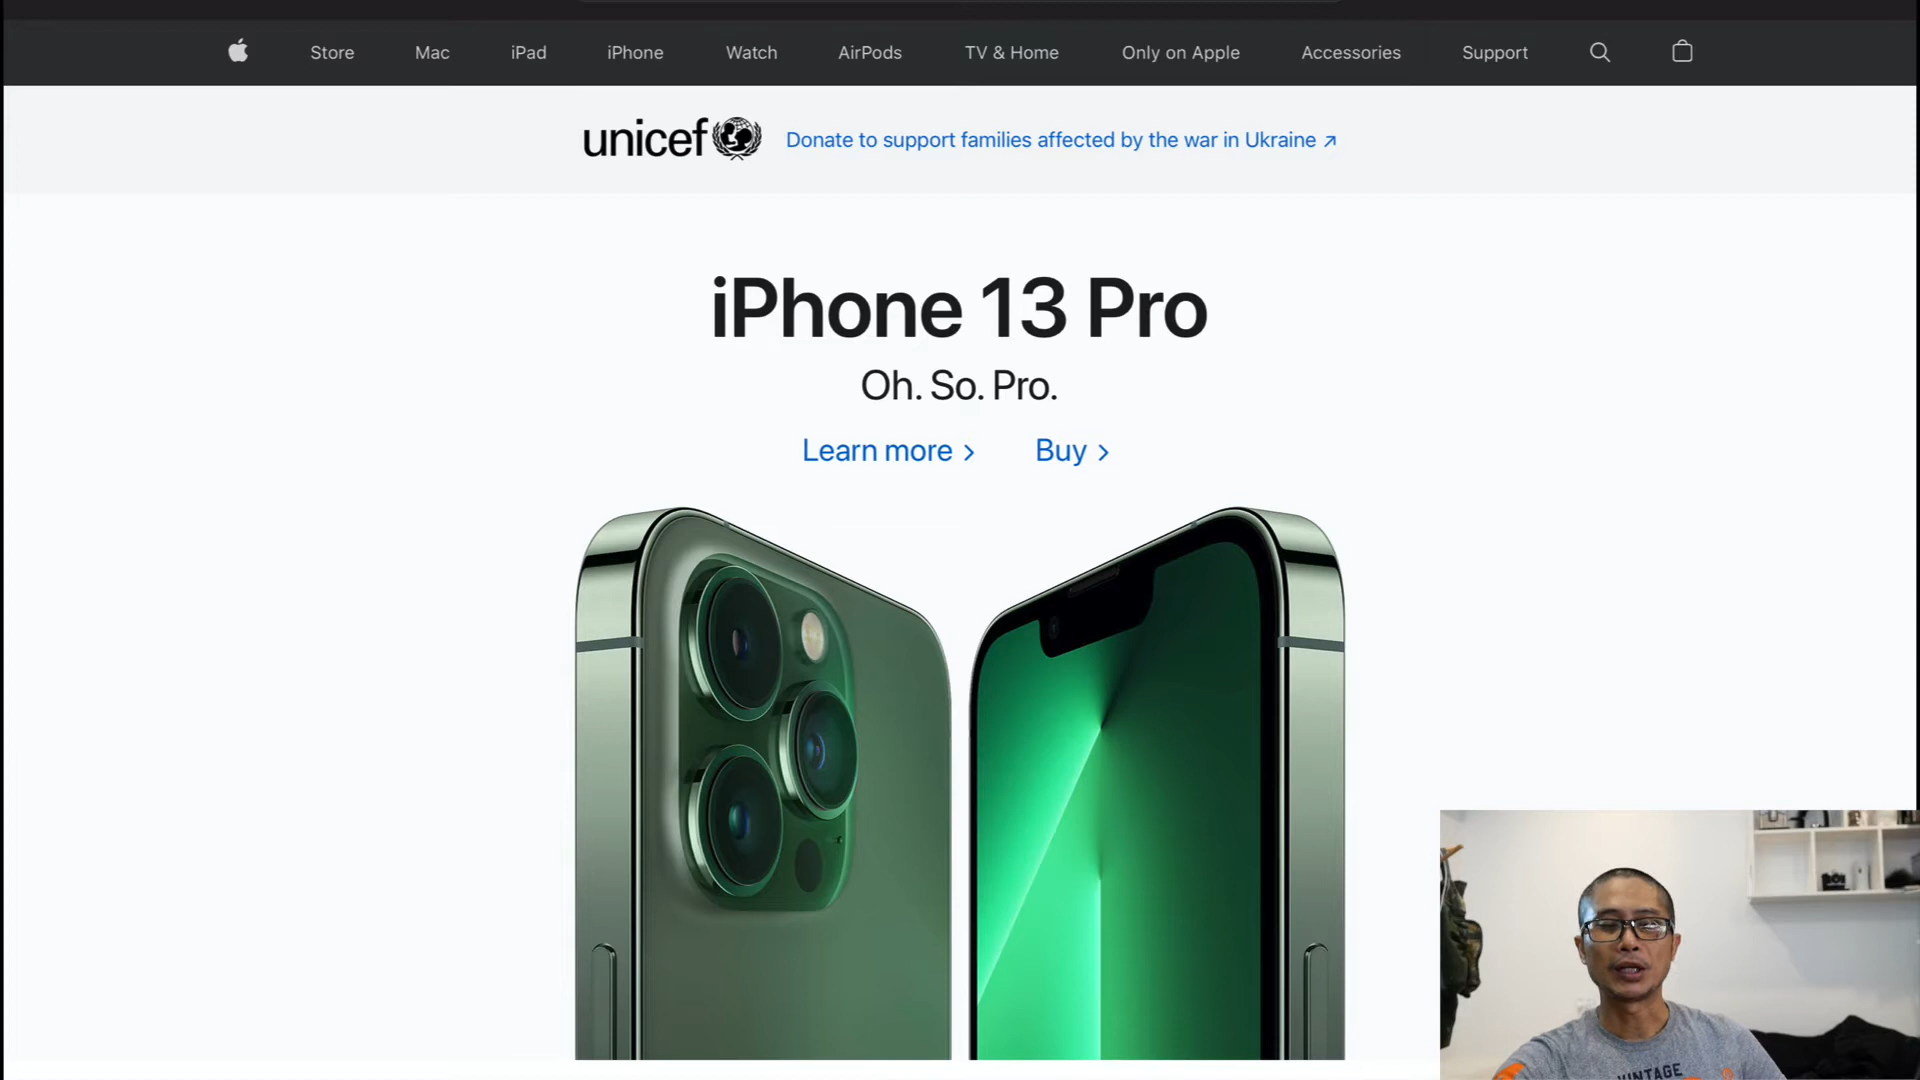 Store Mac iPad iPhone Watch AirPods TV & Home Only on Apple Accessories Support
unicef Donate to support families affected by the war in Ukraine
iPhone 13 Pro
Oh. So. Pro.
Learn more Buy
VINTAGE